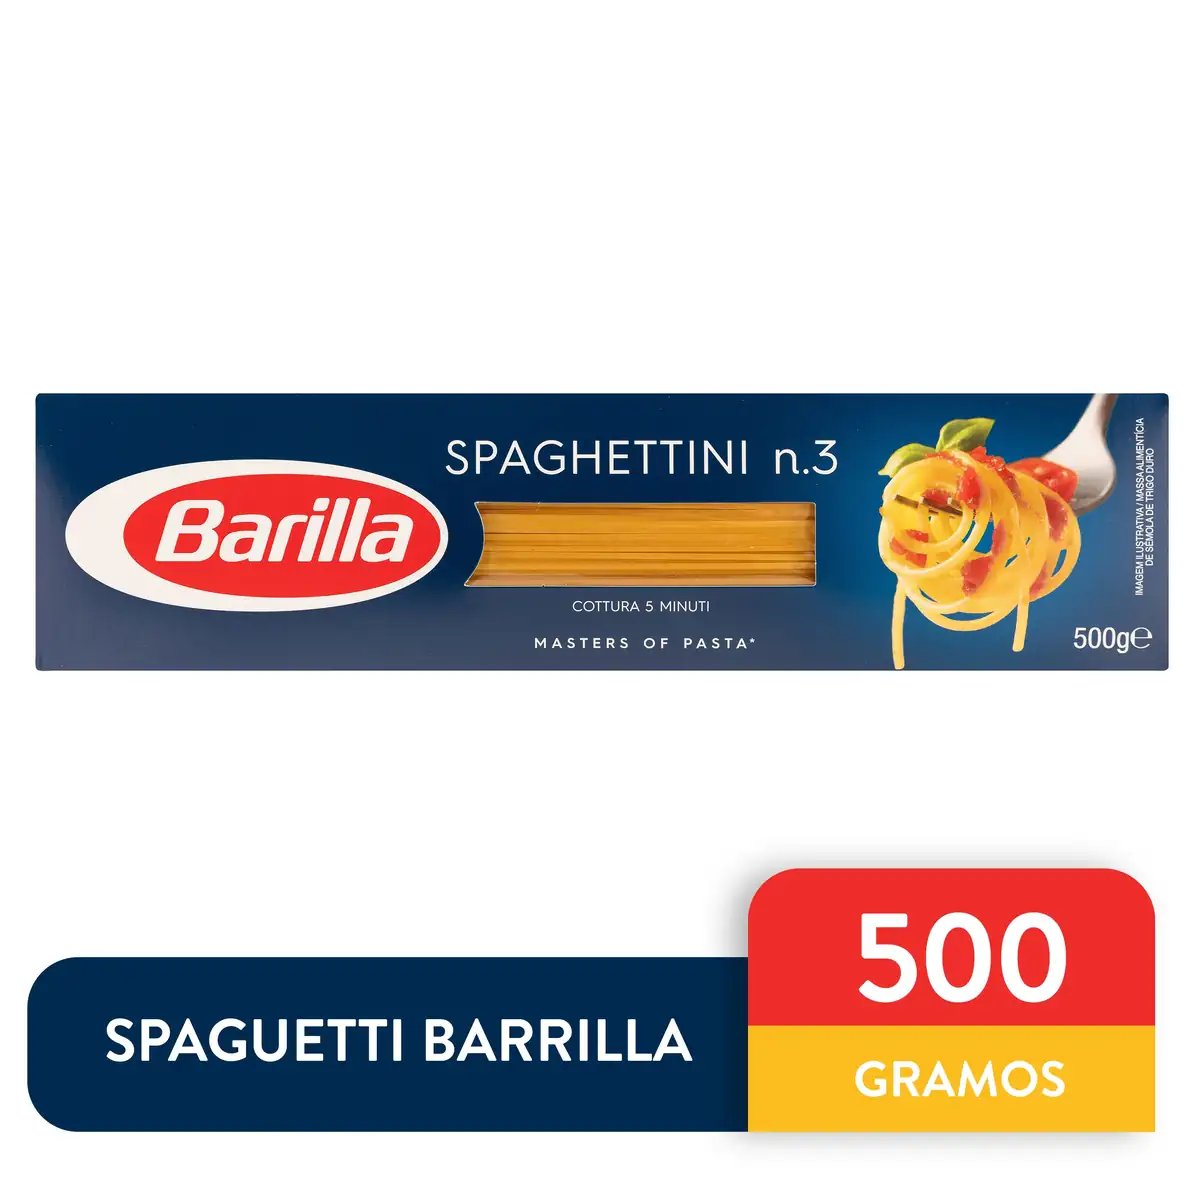 Barilla
SPAGHETTINI n.3
COTTURA 5 MINUTI
MASTERS OF PASTA*
IMAGEM ILUSTRATIVA / MASSA ALIMENTÍCIA
DE SÊMOLA DE TRIGO DURO
500g℮
SPAGUETTI BARRILLA
500
GRAMOS